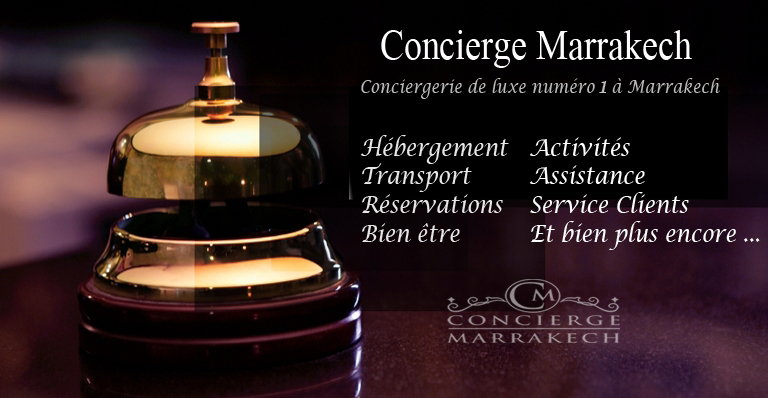 Concierge Marrakech
Conciergerie de luxe numéro 1 à Marrakech
Hébergement
Transport
Réservations
Bien être
Activités
Assistance
Service Clients
Et bien plus encore ...
CM
CONCIERGE
MARRAKECH